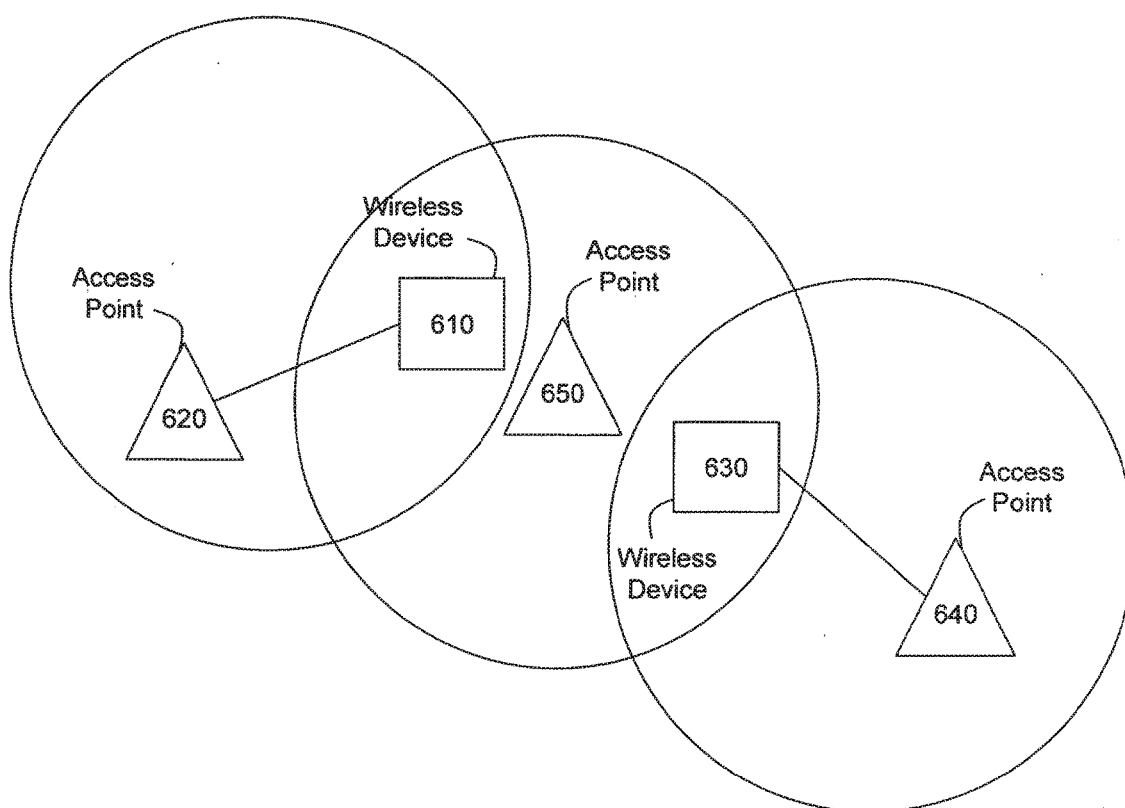 Wireless
Device
610
Access
Point
620
Access
Point
650
630
Wireless
Device
Access
Point
640